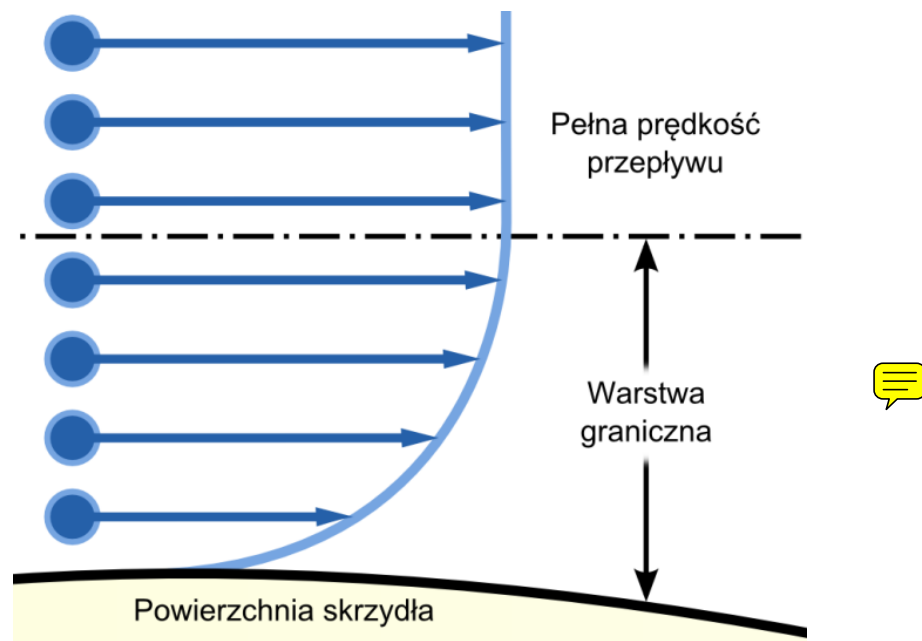 Pełna prędkość
przepływu
Warstwa
graniczna
Powierzchnia skrzydła